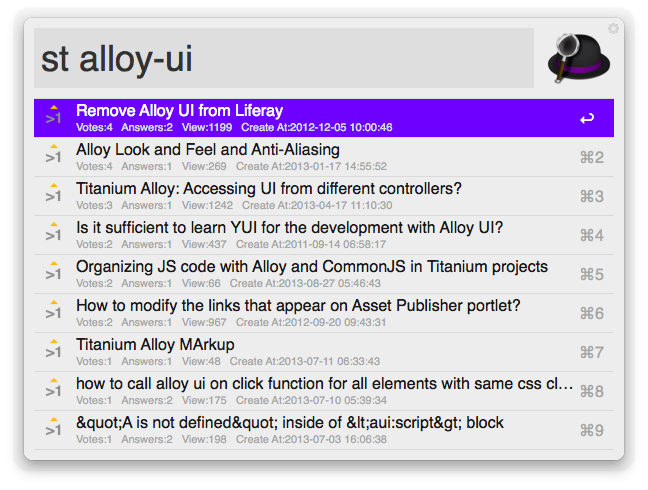 st alloy-ui
>1 Remove Alloy UI from Liferay ↩
Votes:4 Answers:2 View:1199 Create At:2012-12-05 10:00:46
>1 Alloy Look and Feel and Anti-Aliasing ⌘2
Votes:4 Answers:1 View:269 Create At:2013-01-17 14:55:52
>1 Titanium Alloy: Accessing UI from different controllers? ⌘3
Votes:3 Answers:1 View:1242 Create At:2013-04-17 11:10:30
>1 Is it sufficient to learn YUI for the development with Alloy UI? ⌘4
Votes:2 Answers:1 View:437 Create At:2011-09-14 06:58:17
>1 Organizing JS code with Alloy and CommonJS in Titanium projects ⌘5
Votes:2 Answers:1 View:66 Create At:2013-08-27 05:46:43
>1 How to modify the links that appear on Asset Publisher portlet? ⌘6
Votes:2 Answers:1 View:967 Create At:2012-09-20 09:43:31
>1 Titanium Alloy MArkup ⌘7
Votes:1 Answers:1 View:48 Create At:2013-07-11 06:33:43
>1 how to call alloy ui on click function for all elements with same css cl… ⌘8
Votes:1 Answers:2 View:175 Create At:2013-07-10 05:39:34
>1 &quot;A is not defined&quot; inside of &lt;aui:script&gt; block ⌘9
Votes:1 Answers:2 View:198 Create At:2013-07-03 16:06:38